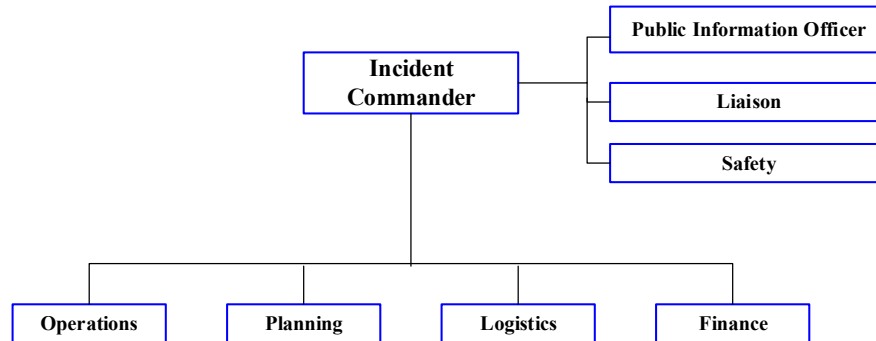 Public Information Officer
Incident
Commander
Liaison
Safety
Operations
Planning
Logistics
Finance